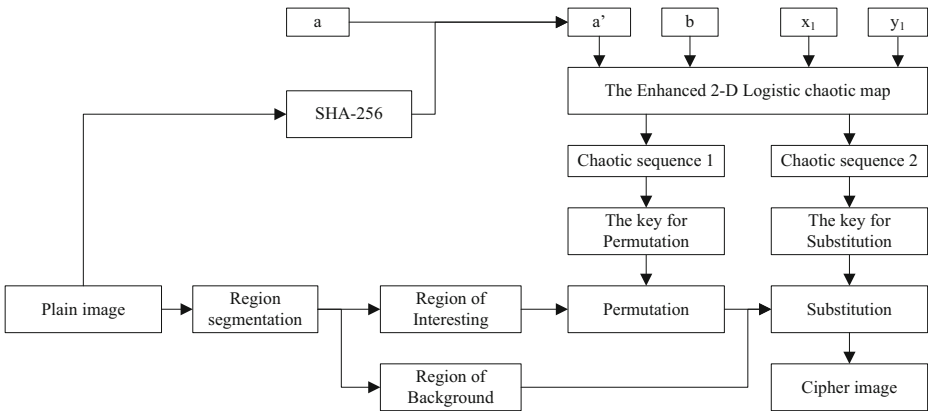 a
a’
b
x₁
y₁
The Enhanced 2-D Logistic chaotic map
SHA-256
Chaotic sequence 1
Chaotic sequence 2
The key for
Permutation
The key for
Substitution
Plain image
Region
segmentation
Region of
Interesting
Permutation
Substitution
Region of
Background
Cipher image